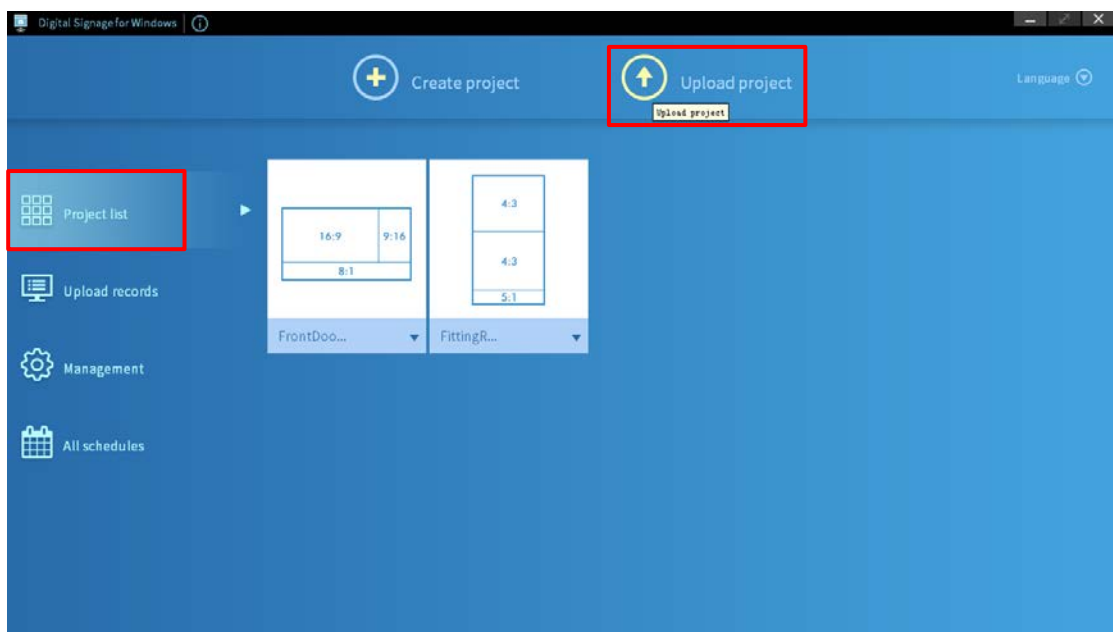 Digital Signage for Windows
Create project
Upload project
Language
Upload project
Project list
Upload records
Management
All schedules
16:9
9:16
8:1
FrontDoo...
4:3
4:3
5:1
FittingR...